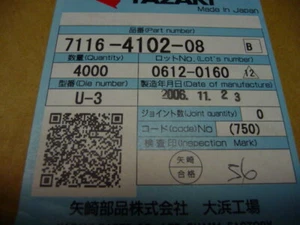 YAZAKI
Made in Japan
品番(Part number)
7116-4102-08 B
数量(Quantity) ロットNo.(Lot's number)
4000 0612-0160 12
型番(Die number) 製造年月日(Date of manufacture)
U-3 2006. 11. 23
ジョイント数(Joint quantity) 0
コード(code)No (750)
検査印(Inspection Mark)
矢崎
合格
56
矢崎部品株式会社 大浜工場